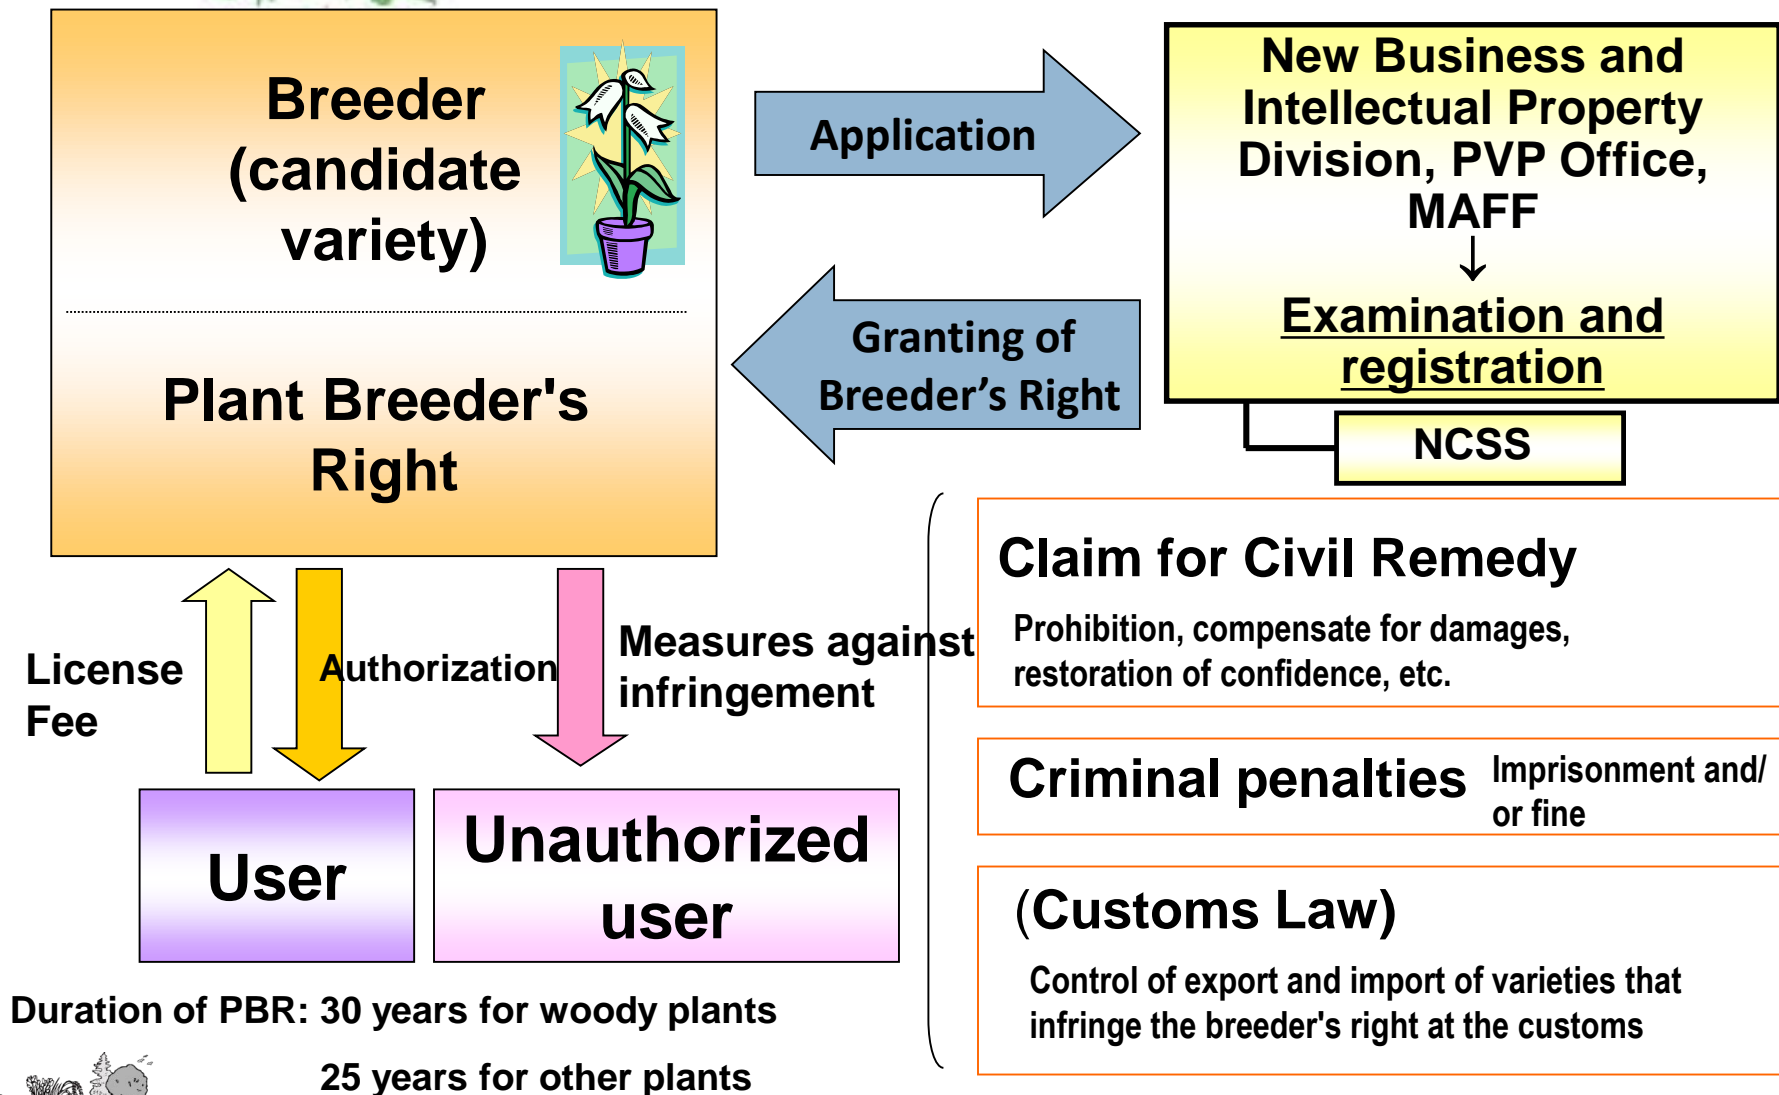 Breeder
(candidate
variety)
Plant Breeder's
Right
Application
Granting of
Breeder’s Right
New Business and
Intellectual Property
Division, PVP Office,
MAFF
↓
Examination and
registration
NCSS
License
Fee
Authorization
Measures against
infringement
User
Unauthorized
user
Claim for Civil Remedy
Prohibition, compensate for damages,
restoration of confidence, etc.
Criminal penalties
Imprisonment and/
or fine
(Customs Law)
Control of export and import of varieties that
infringe the breeder's right at the customs
Duration of PBR: 30 years for woody plants
25 years for other plants